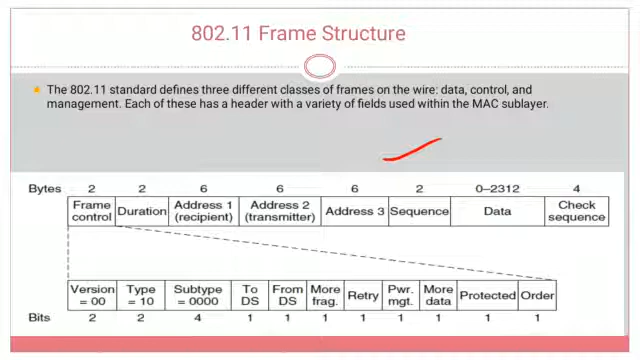 802.11 Frame Structure
The 802.11 standard defines three different classes of frames on the wire: data, control, and
management. Each of these has a header with a variety of fields used within the MAC sublayer.
Bytes 2 2 6 6 6 2 0–2312 4
Frame control Duration Address 1 (recipient) Address 2 (transmitter) Address 3 Sequence Data Check sequence
Version = 00 Type = 10 Subtype = 0000 To DS From DS More frag. Retry Pwr. mgt. More data Protected Order
Bits 2 2 4 1 1 1 1 1 1 1 1